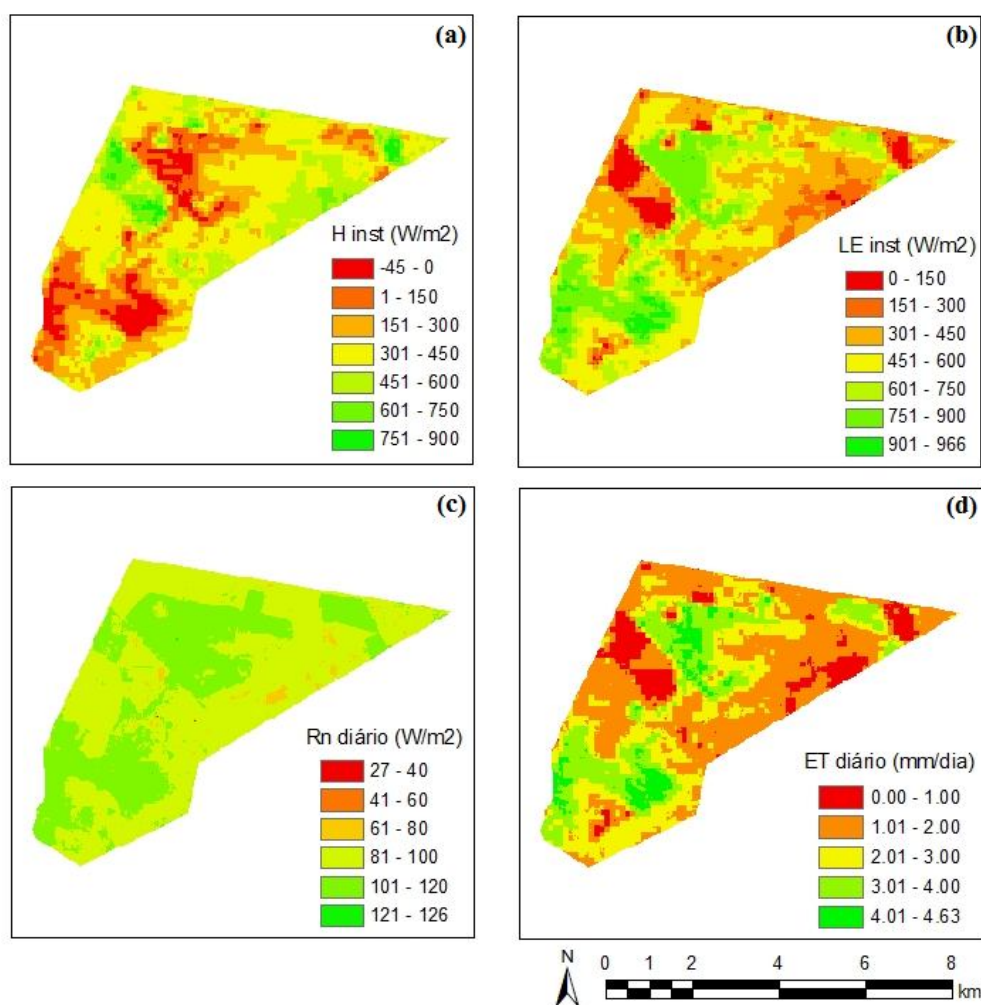 (a)
H inst (W/m2)
-45 - 0
1 - 150
151 - 300
301 - 450
451 - 600
601 - 750
751 - 900
(b)
LE inst (W/m2)
0 - 150
151 - 300
301 - 450
451 - 600
601 - 750
751 - 900
901 - 966
(c)
Rn diário (W/m2)
27 - 40
41 - 60
61 - 80
81 - 100
101 - 120
121 - 126
(d)
ET diário (mm/dia)
0.00 - 1.00
1.01 - 2.00
2.01 - 3.00
3.01 - 4.00
4.01 - 4.63
N
0 1 2 4 6 8
km